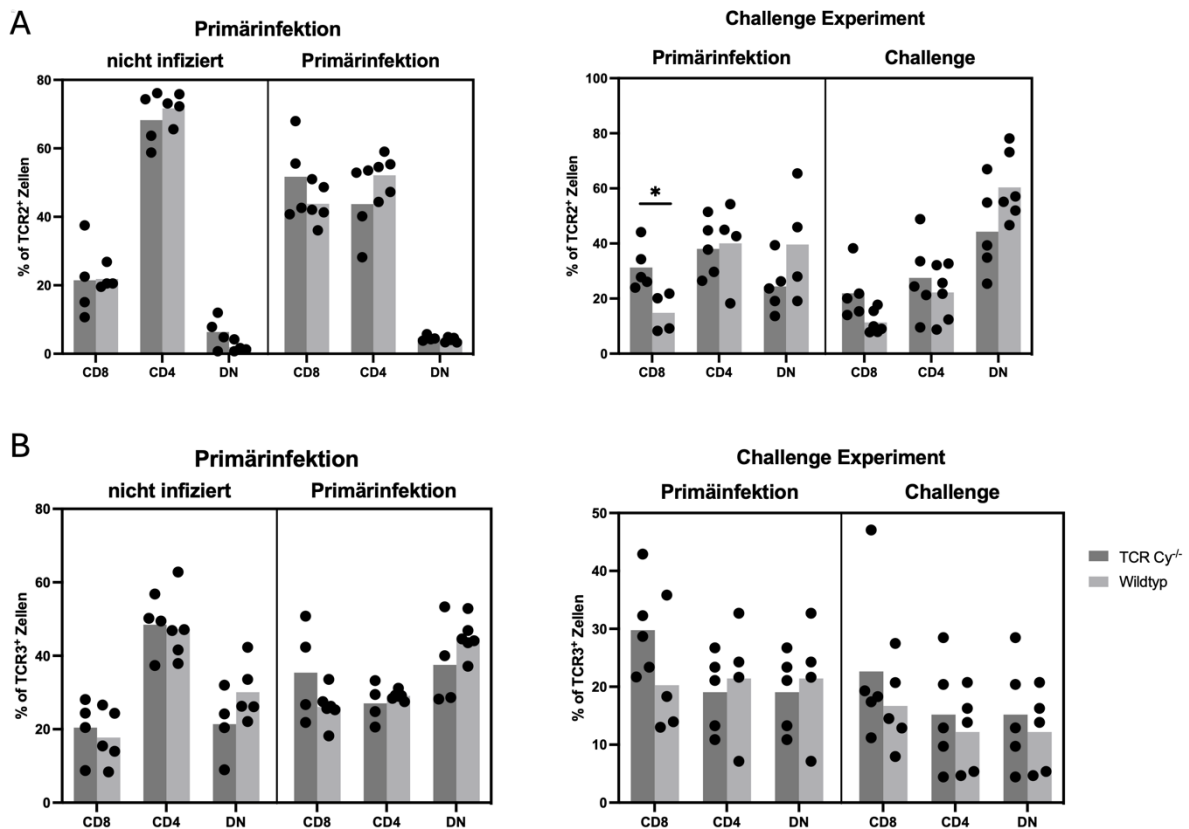 A
Primärinfektion
nicht infiziert Primärinfektion
% of TCR2⁺ Zellen
80
60
40
20
0
CD8 CD4 DN CD8 CD4 DN
Challenge Experiment
Primärinfektion Challenge
% of TCR2⁺ Zellen
100
80
60
40
20
0
*
CD8 CD4 DN CD8 CD4 DN
B
Primärinfektion
nicht infiziert Primärinfektion
% of TCR3⁺ Zellen
80
60
40
20
0
CD8 CD4 DN CD8 CD4 DN
Challenge Experiment
Primäinfektion Challenge
% of TCR3⁺ Zellen
50
40
30
20
10
0
CD8 CD4 DN CD8 CD4 DN
TCR Cγ⁻/⁻
Wildtyp